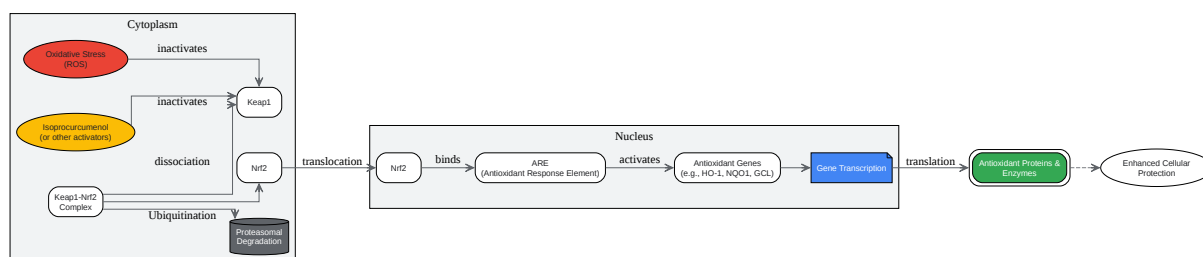 Cytoplasm
inactivates
Oxidative Stress
(ROS)
Keap1
inactivates
Isoprocurcumenol
(or other activators)
dissociation
Nrf2
Keap1-Nrf2
Complex
Ubiquitination
Proteasomal
Degradation
translocation
Nucleus
Nrf2
binds
ARE
(Antioxidant Response Element)
activates
Antioxidant Genes
(e.g., HO-1, NQO1, GCL)
Gene Transcription
translation
Antioxidant Proteins &
Enzymes
Enhanced Cellular
Protection